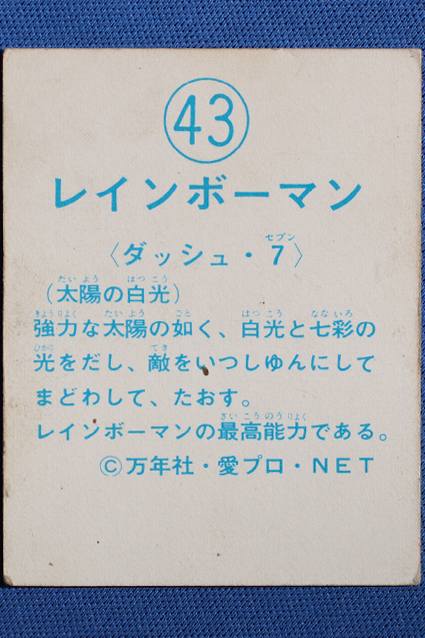 43
レインボーマン
〈ダッシュ・7〉
(太陽の白光)
強力な太陽の如く、白光と七彩の
光をだし、敵をいつしゆんにして
まどわして、たおす。
レインボーマンの最高能力である。
©万年社・愛プロ・NET